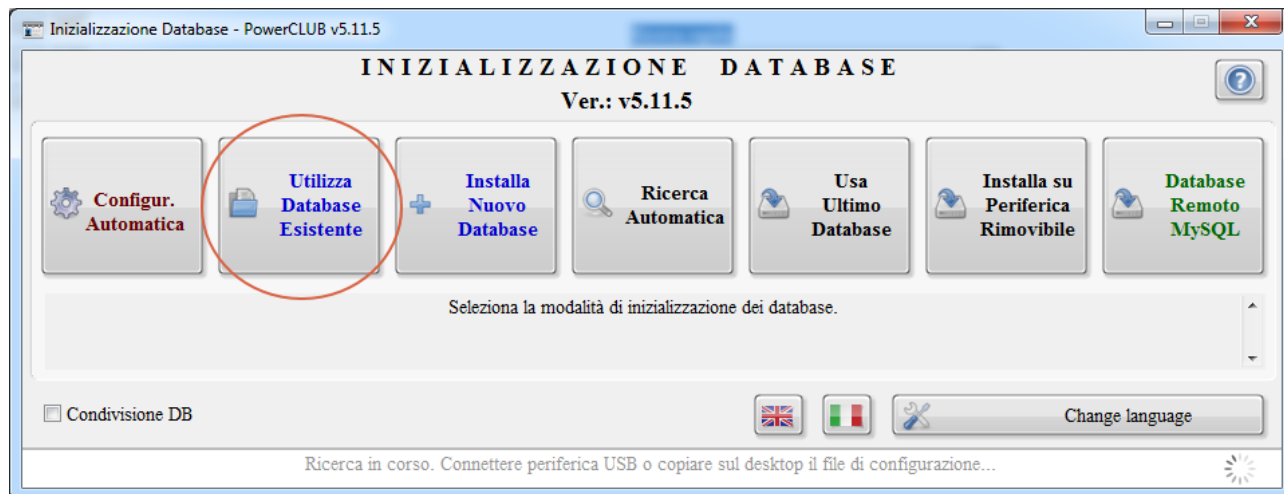 Inizializzazione Database - PowerCLUB v5.11.5
INIZIALIZZAZIONE DATABASE
Ver.: v5.11.5
Configur.
Automatica
Utilizza
Database
Esistente
Installa
Nuovo
Database
Ricerca
Automatica
Usa
Ultimo
Database
Installa su
Periferica
Rimovibile
Database
Remoto
MySQL
Seleziona la modalità di inizializzazione dei database.
Condivisione DB
Change language
Ricerca in corso. Connettere periferica USB o copiare sul desktop il file di configurazione...